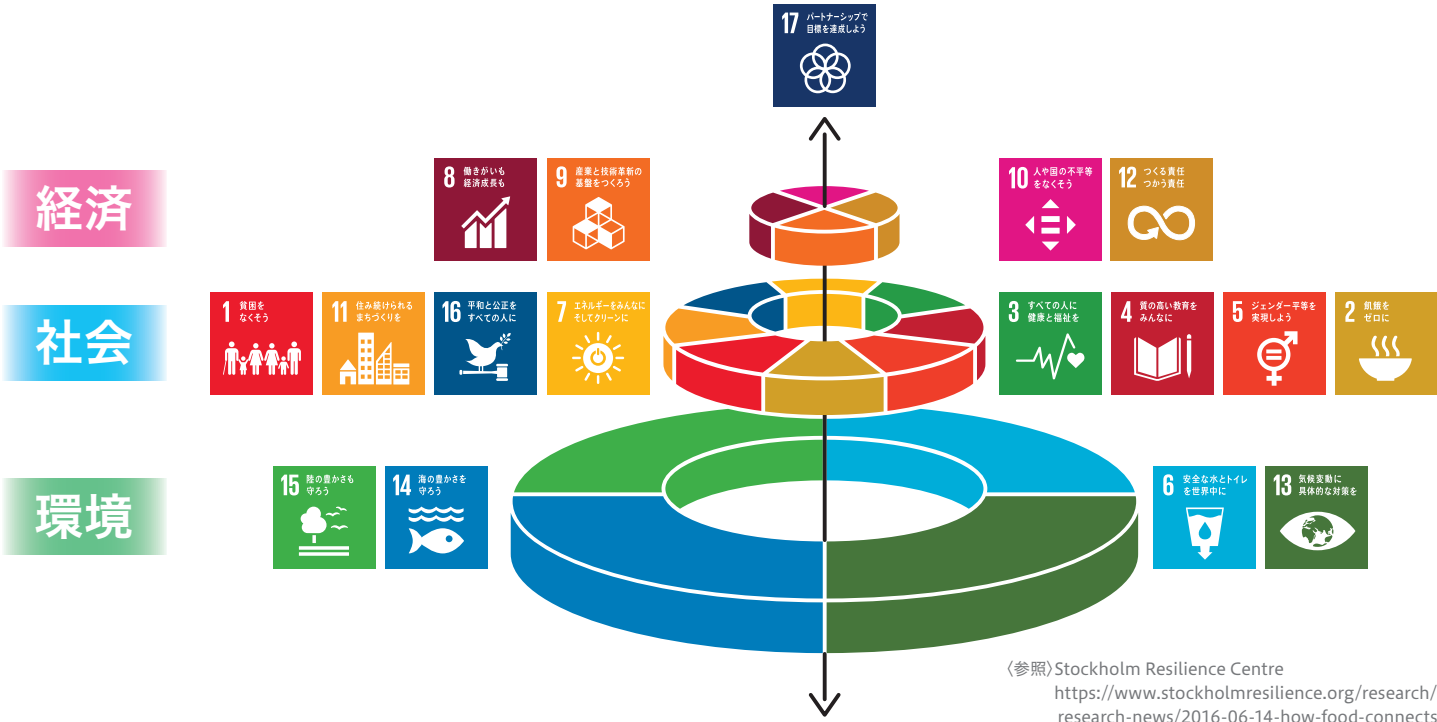 17 パートナーシップで
目標を達成しよう
経済
8 働きがいも
経済成長も
9 産業と技術革新の
基盤をつくろう
10 人や国の不平等
をなくそう
12 つくる責任
つかう責任
社会
1 貧困を
なくそう
11 住み続けられる
まちづくりを
16 平和と公正を
すべての人に
7 エネルギーをみんなに
そしてクリーンに
3 すべての人に
健康と福祉を
4 質の高い教育を
みんなに
5 ジェンダー平等を
実現しよう
2 飢餓を
ゼロに
環境
15 陸の豊かさも
守ろう
14 海の豊かさを
守ろう
6 安全な水とトイレ
を世界中に
13 気候変動に
具体的な対策を
〈参照〉Stockholm Resilience Centre
https://www.stockholmresilience.org/research/
research-news/2016-06-14-how-food-connects